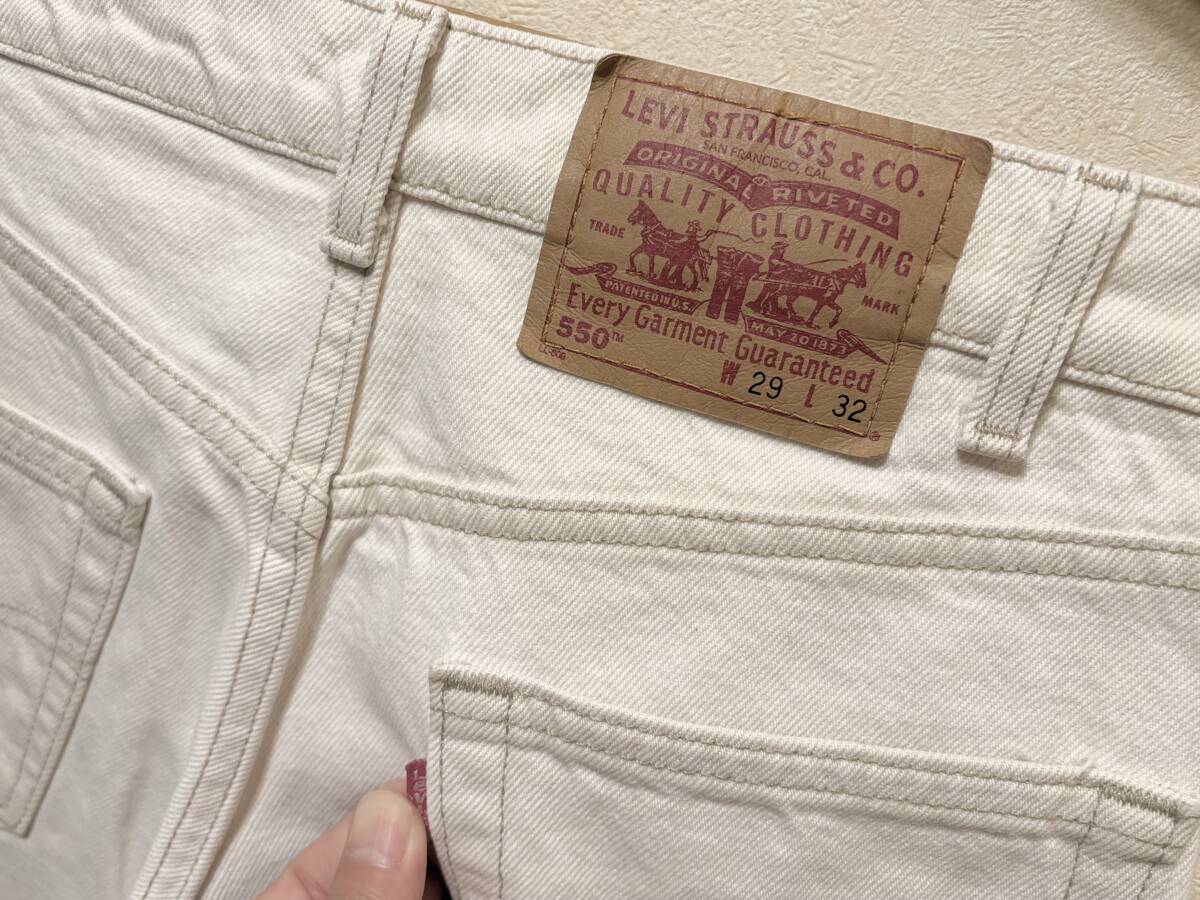 LEVI STRAUSS & CO.
SAN FRANCISCO, CAL.
ORIGINAL RIVETED
QUALITY CLOTHING
TRADE MARK
PATENTED IN U.S.
MAY 20 1873
Every Garment Guaranteed
550™
W 29 L 32
®